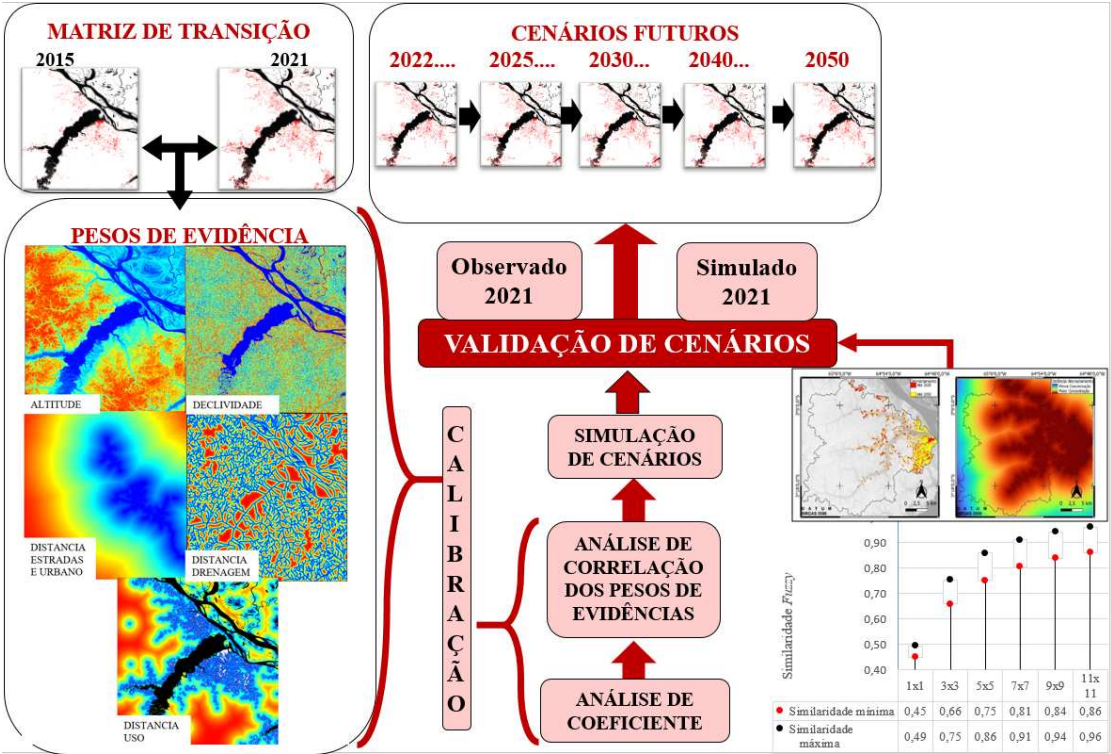 MATRIZ DE TRANSIÇÃO
2015
2021
CENÁRIOS FUTUROS
2022....
2025....
2030...
2040...
2050
PESOS DE EVIDÊNCIA
ALTITUDE
DECLIVIDADE
DISTANCIA
ESTRADAS
E URBANO
DISTANCIA
DRENAGEM
DISTANCIA
USO
CALIBRAÇÃO
Observado
2021
Simulado
2021
VALIDAÇÃO DE CENÁRIOS
SIMULAÇÃO
DE CENÁRIOS
ANÁLISE DE
CORRELAÇÃO
DOS PESOS DE
EVIDÊNCIAS
ANÁLISE DE
COEFICIENTE
DATUM
DATUM
Similaridade Fuzzy
0,90
0,80
0,70
0,60
0,50
0,40
1x1 3x3 5x5 7x7 9x9 11x
11
Similaridade mínima 0,45 0,66 0,75 0,81 0,84 0,86
Similaridade
máxima 0,49 0,75 0,86 0,91 0,94 0,96